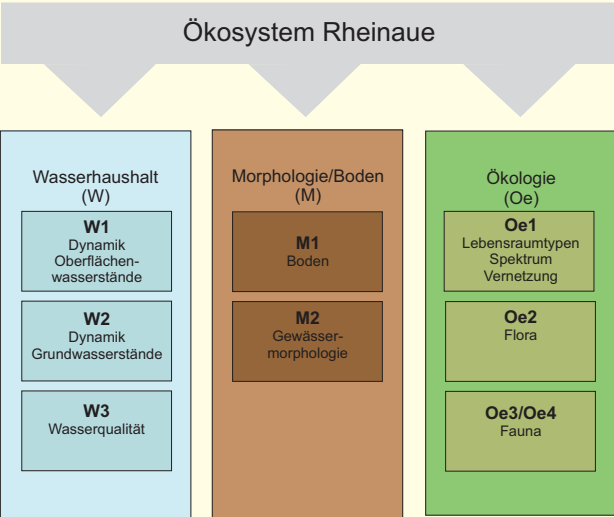 Ökosystem Rheinaue
Wasserhaushalt
(W)
W1
Dynamik
Oberflächen-
wasserstände
W2
Dynamik
Grundwasserstände
W3
Wasserqualität
Morphologie/Boden
(M)
M1
Boden
M2
Gewässer-
morphologie
Ökologie
(Oe)
Oe1
Lebensraumtypen
Spektrum
Vernetzung
Oe2
Flora
Oe3/Oe4
Fauna